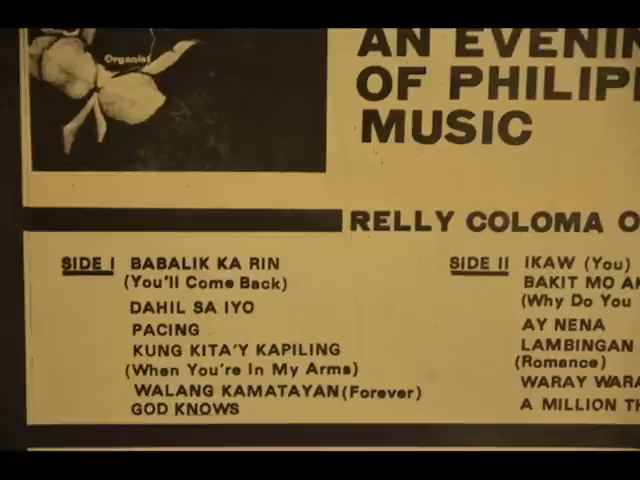 Organist
AN EVENIN
OF PHILIPI
MUSIC
RELLY COLOMA O
SIDE I
BABALIK KA RIN
(You'll Come Back)
DAHIL SA IYO
PACING
KUNG KITA'Y KAPILING
(When You're In My Arms)
WALANG KAMATAYAN (Forever)
GOD KNOWS
SIDE II
IKAW (You)
BAKIT MO AK
(Why Do You
AY NENA
LAMBINGAN
(Romance)
WARAY WARA
A MILLION TH